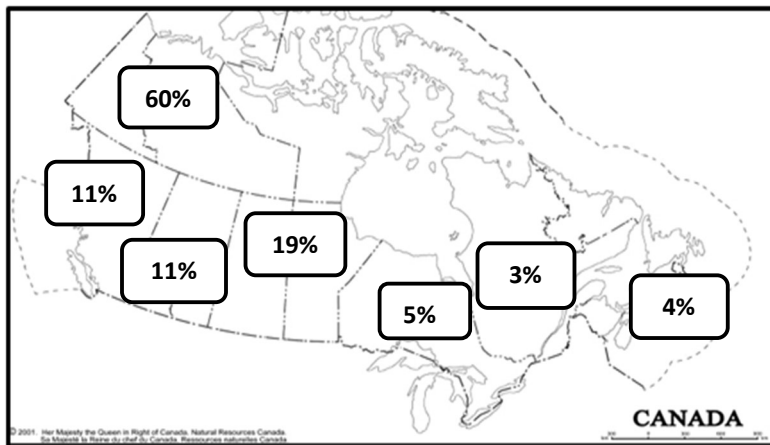 60%
11%
19%
11%
3%
4%
5%
CANADA
© 2001. Her Majesty the Queen in Right of Canada. Natural Resources Canada.
Sa Majesté la Reine du chef du Canada. Ressources naturelles Canada